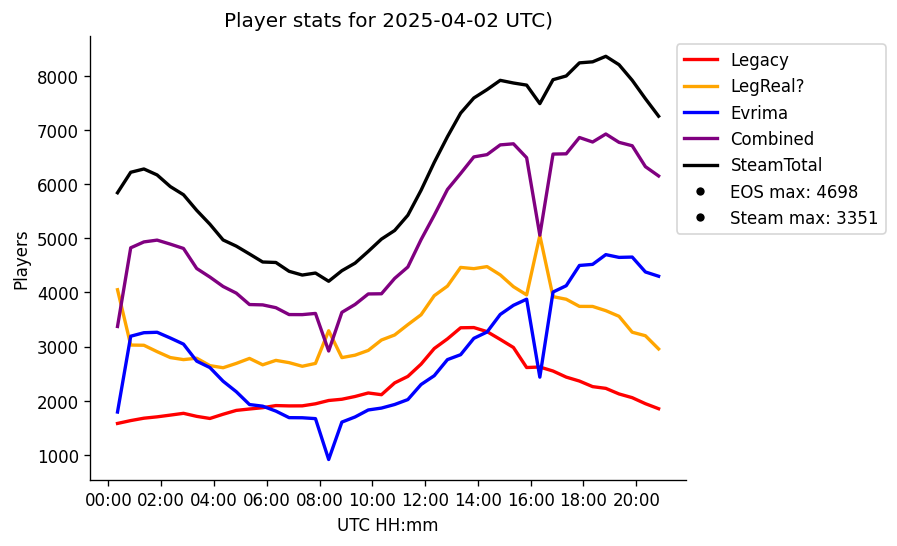 Player stats for 2025-04-02 UTC)
Players
8000
7000
6000
5000
4000
3000
2000
1000
00:00 02:00 04:00 06:00 08:00 10:00 12:00 14:00 16:00 18:00 20:00
UTC HH:mm
Legacy
LegReal?
Evrima
Combined
SteamTotal
EOS max: 4698
Steam max: 3351